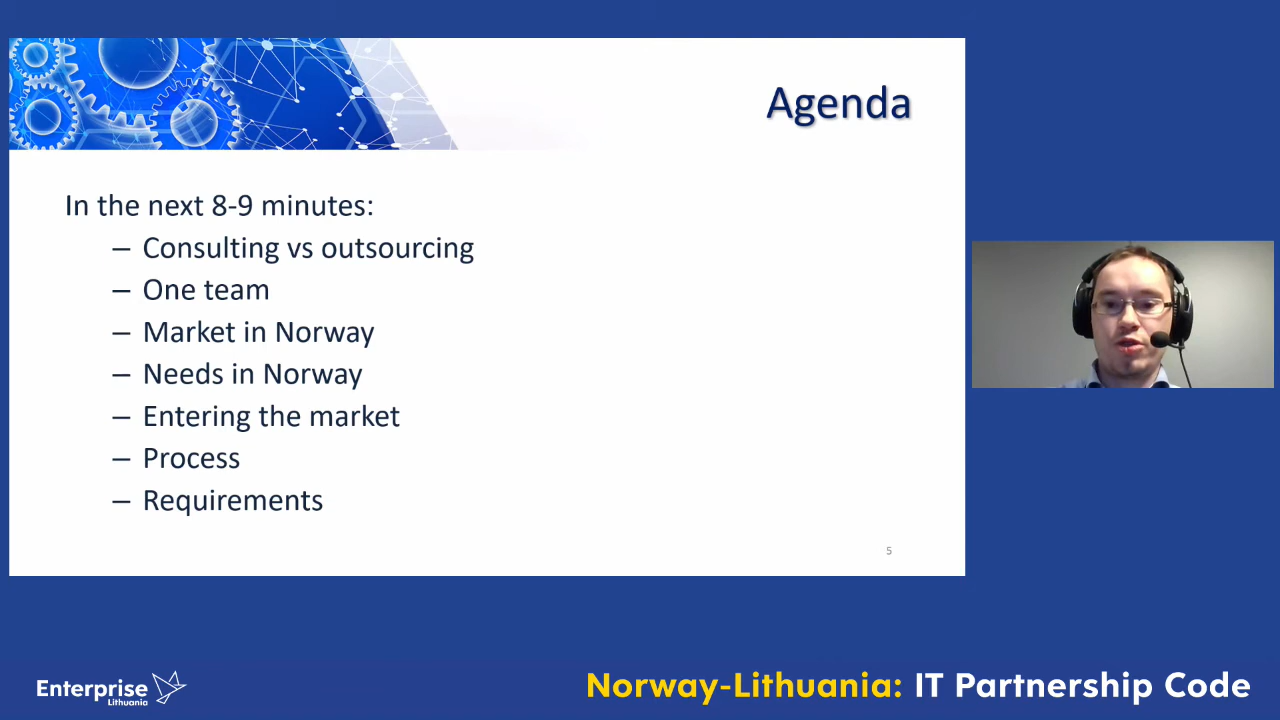 Agenda
In the next 8-9 minutes:
– Consulting vs outsourcing
– One team
– Market in Norway
– Needs in Norway
– Entering the market
– Process
– Requirements
5
Enterprise
Lithuania
Norway-Lithuania: IT Partnership Code